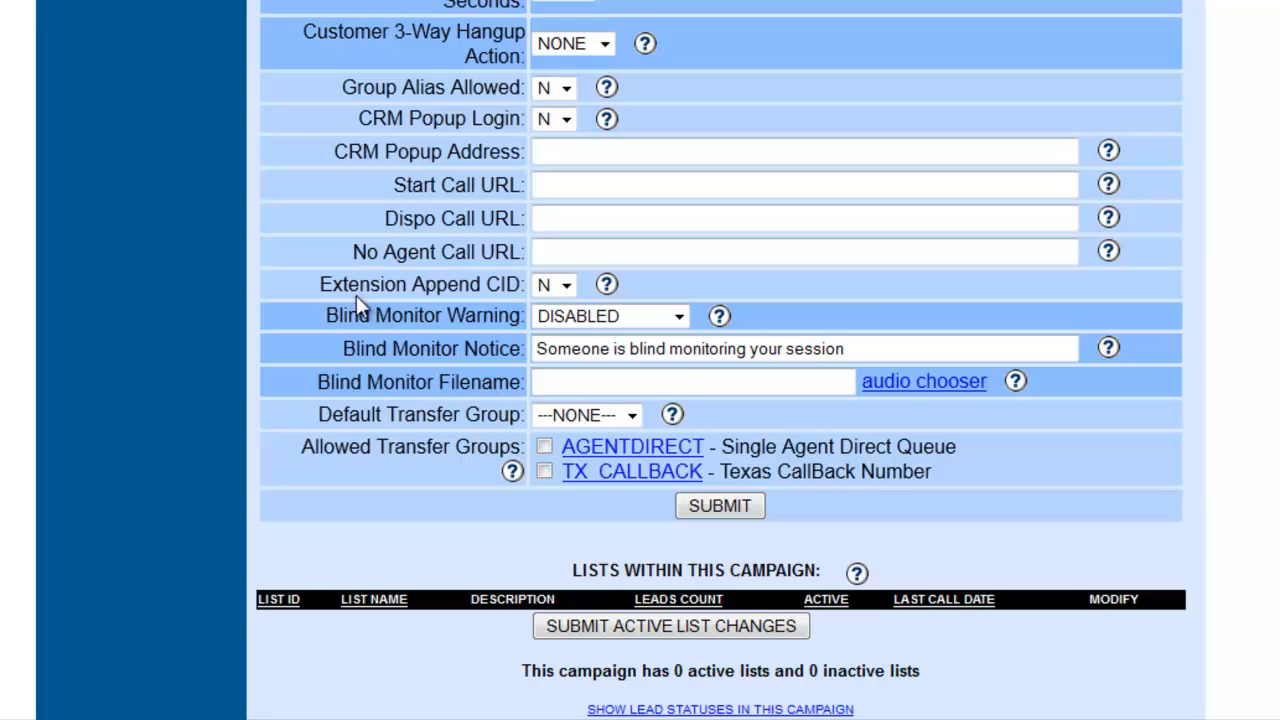 Seconds:
Customer 3-Way Hangup
Action: NONE ?
Group Alias Allowed: N ?
CRM Popup Login: N ?
CRM Popup Address: ?
Start Call URL: ?
Dispo Call URL: ?
No Agent Call URL: ?
Extension Append CID: N ?
Blind Monitor Warning: DISABLED ?
Blind Monitor Notice: Someone is blind monitoring your session ?
Blind Monitor Filename: audio chooser ?
Default Transfer Group: ---NONE--- ?
Allowed Transfer Groups: AGENTDIRECT - Single Agent Direct Queue
? TX_CALLBACK - Texas CallBack Number
SUBMIT
LISTS WITHIN THIS CAMPAIGN: ?
LIST ID LIST NAME DESCRIPTION LEADS COUNT ACTIVE LAST CALL DATE MODIFY
SUBMIT ACTIVE LIST CHANGES
This campaign has 0 active lists and 0 inactive lists
SHOW LEAD STATUSES IN THIS CAMPAIGN